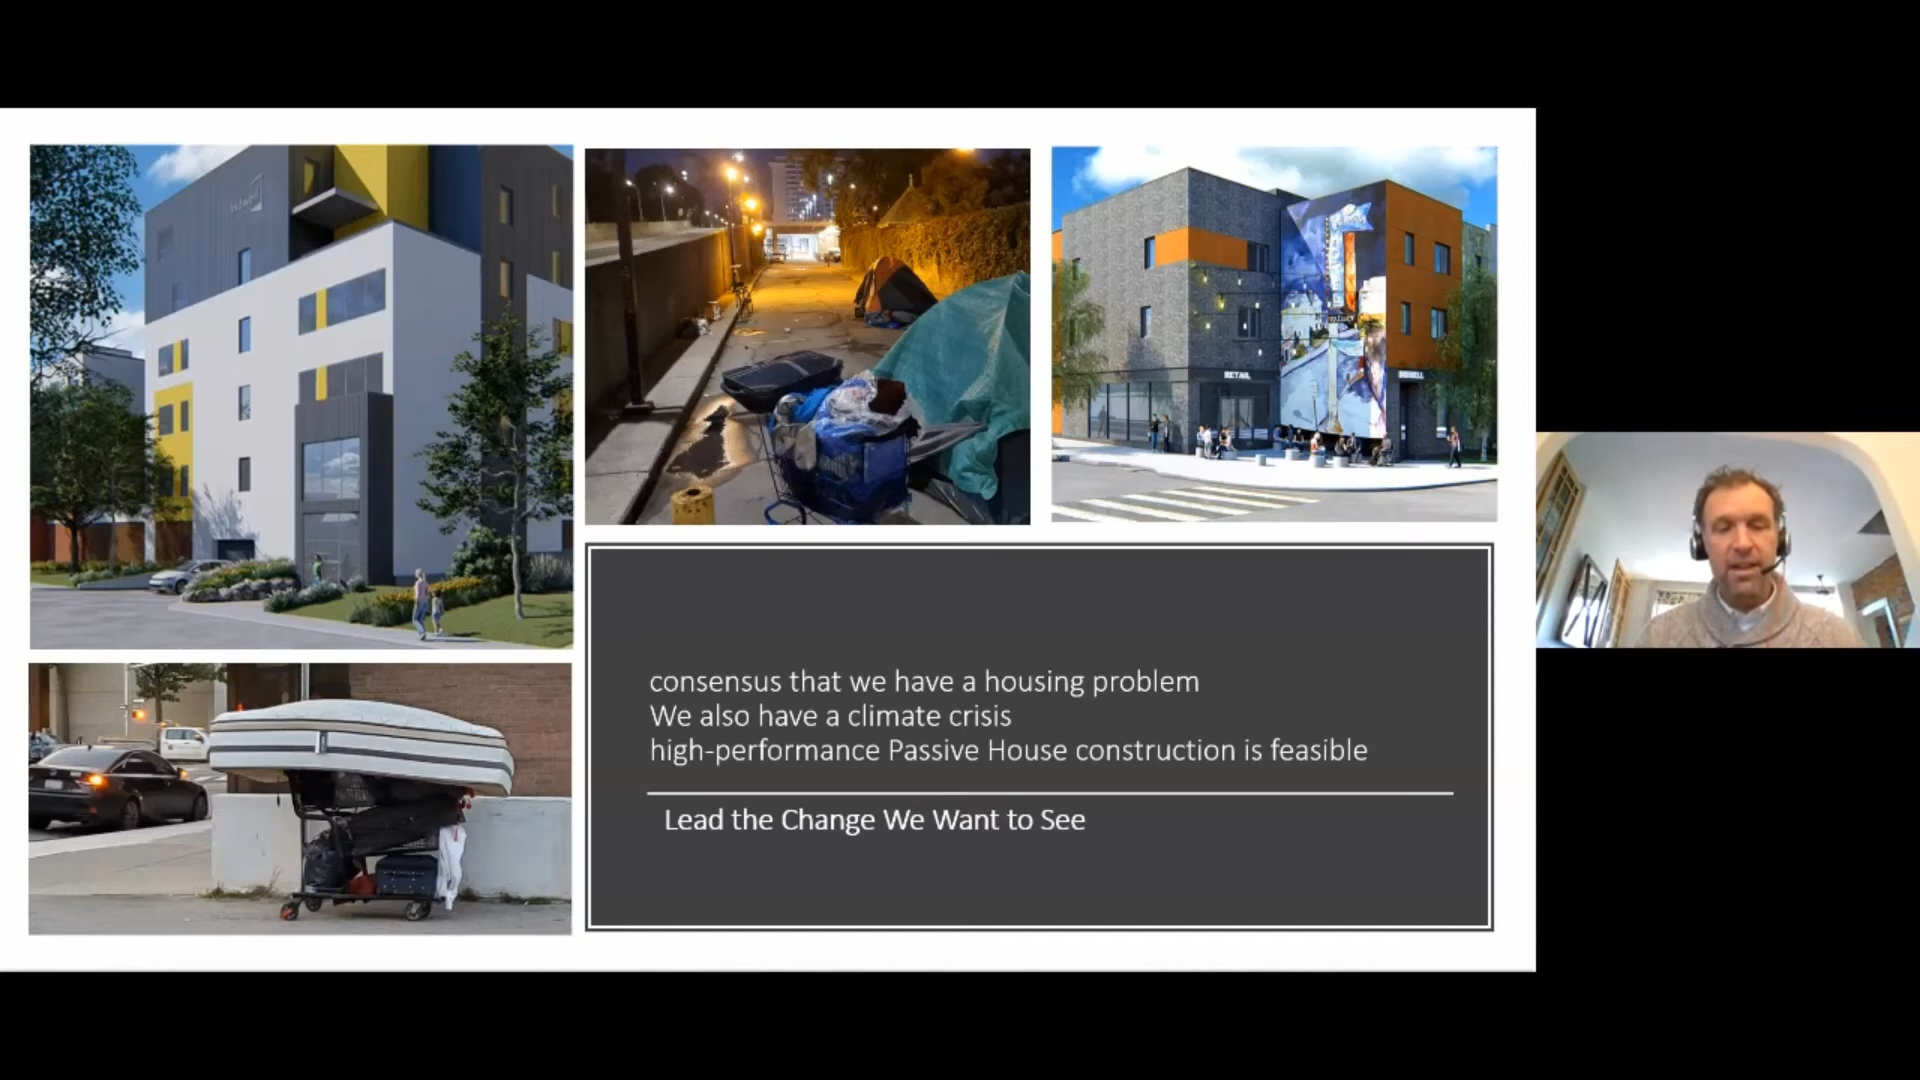 RETAIL
consensus that we have a housing problem
We also have a climate crisis
high-performance Passive House construction is feasible
Lead the Change We Want to See